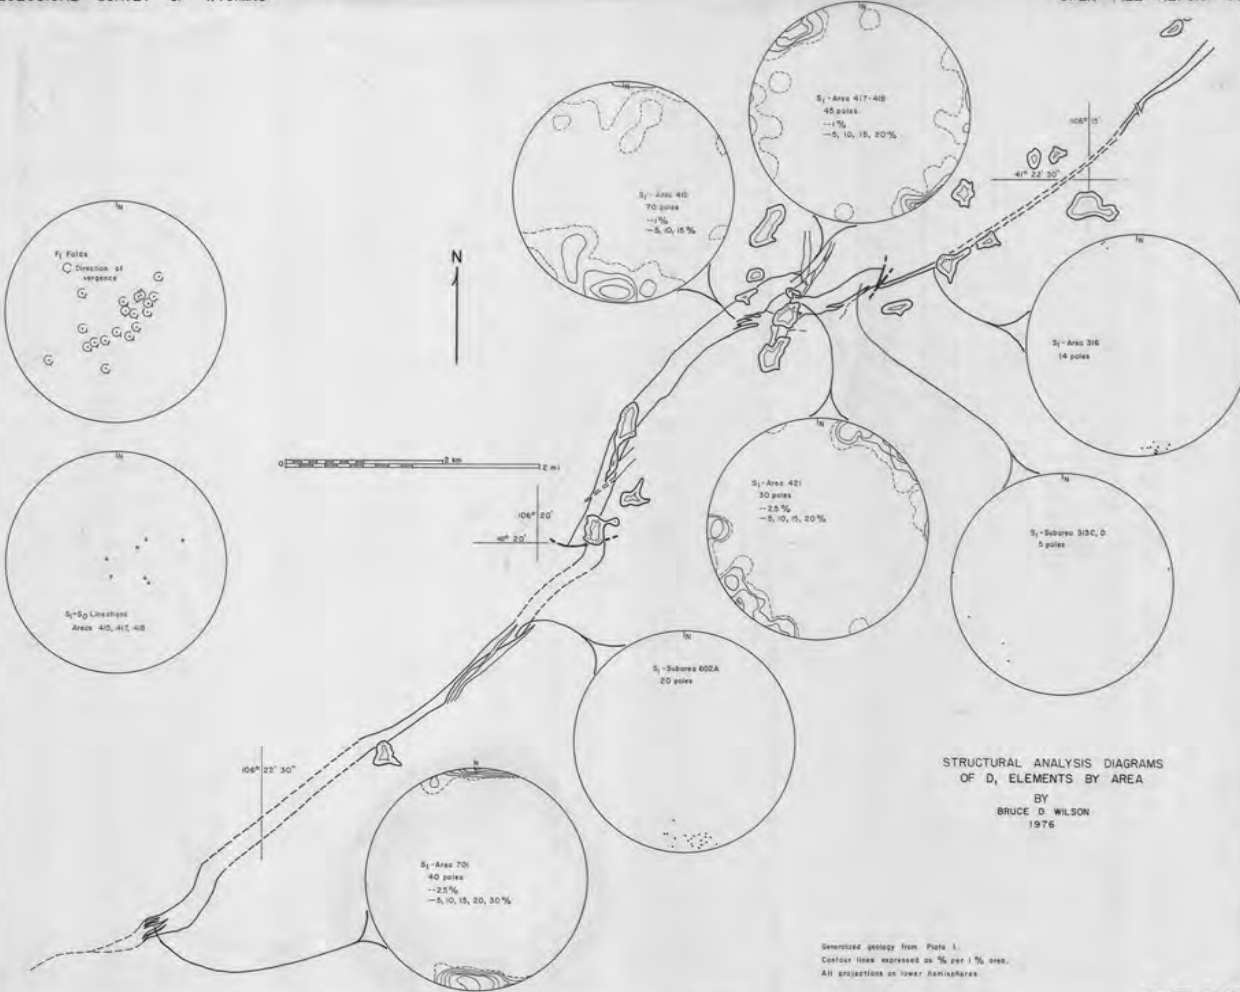 N
S₁-Area 417-418
45 poles
--1%
—5, 10, 15, 20%
N
S₁-Area 415
70 poles
--1%
—5, 10, 15%
106° 15'
41° 22' 30"
N
F₁ Folds
Direction of
vergence
N
N
S₁-Area 316
14 poles
0
2 km
2 mi
N
S₁-S₀ Lineations
Areas 415, 417, 418
106° 20'
41° 20'
N
S₁-Area 421
30 poles
--2.5%
—5, 10, 15, 20%
N
S₁-Subarea 313C, D
5 poles
N
S₁-Subarea 602A
20 poles
106° 22' 30"
N
S₁-Area 701
40 poles
--2.5%
—5, 10, 15, 20, 30%
STRUCTURAL ANALYSIS DIAGRAMS
OF D₁ ELEMENTS BY AREA
BY
BRUCE D WILSON
1976
Generalized geology from Plate 1.
Contour lines expressed as % per 1% area.
All projections on lower hemispheres